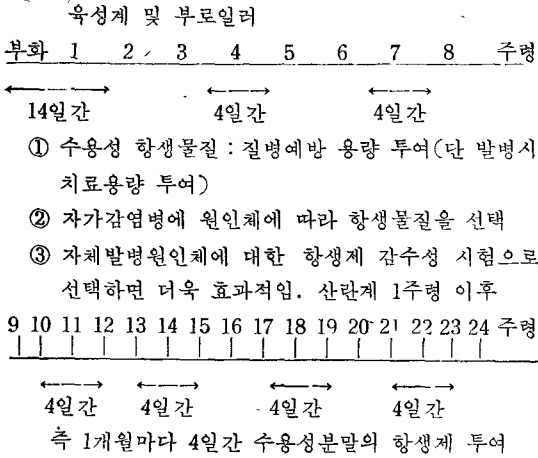 육성계 및 부로일러
부화 1 2 3 4 5 6 7 8 주령
14일간 4일간 4일간
① 수용성 항생물질 : 질병예방 용량 투여(단 발병시
치료용량 투여)
② 자가감염병에 원인체에 따라 항생물질을 선택
③ 자체발병원인체에 대한 항생제 감수성 시험으로
선택하면 더욱 효과적임. 산란계 1주령 이후
9 10 11 12 13 14 15 16 17 18 19 20 21 22 23 24 주령
4일간 4일간 4일간 4일간
즉 1개월마다 4일간 수용성분말의 항생제 투여